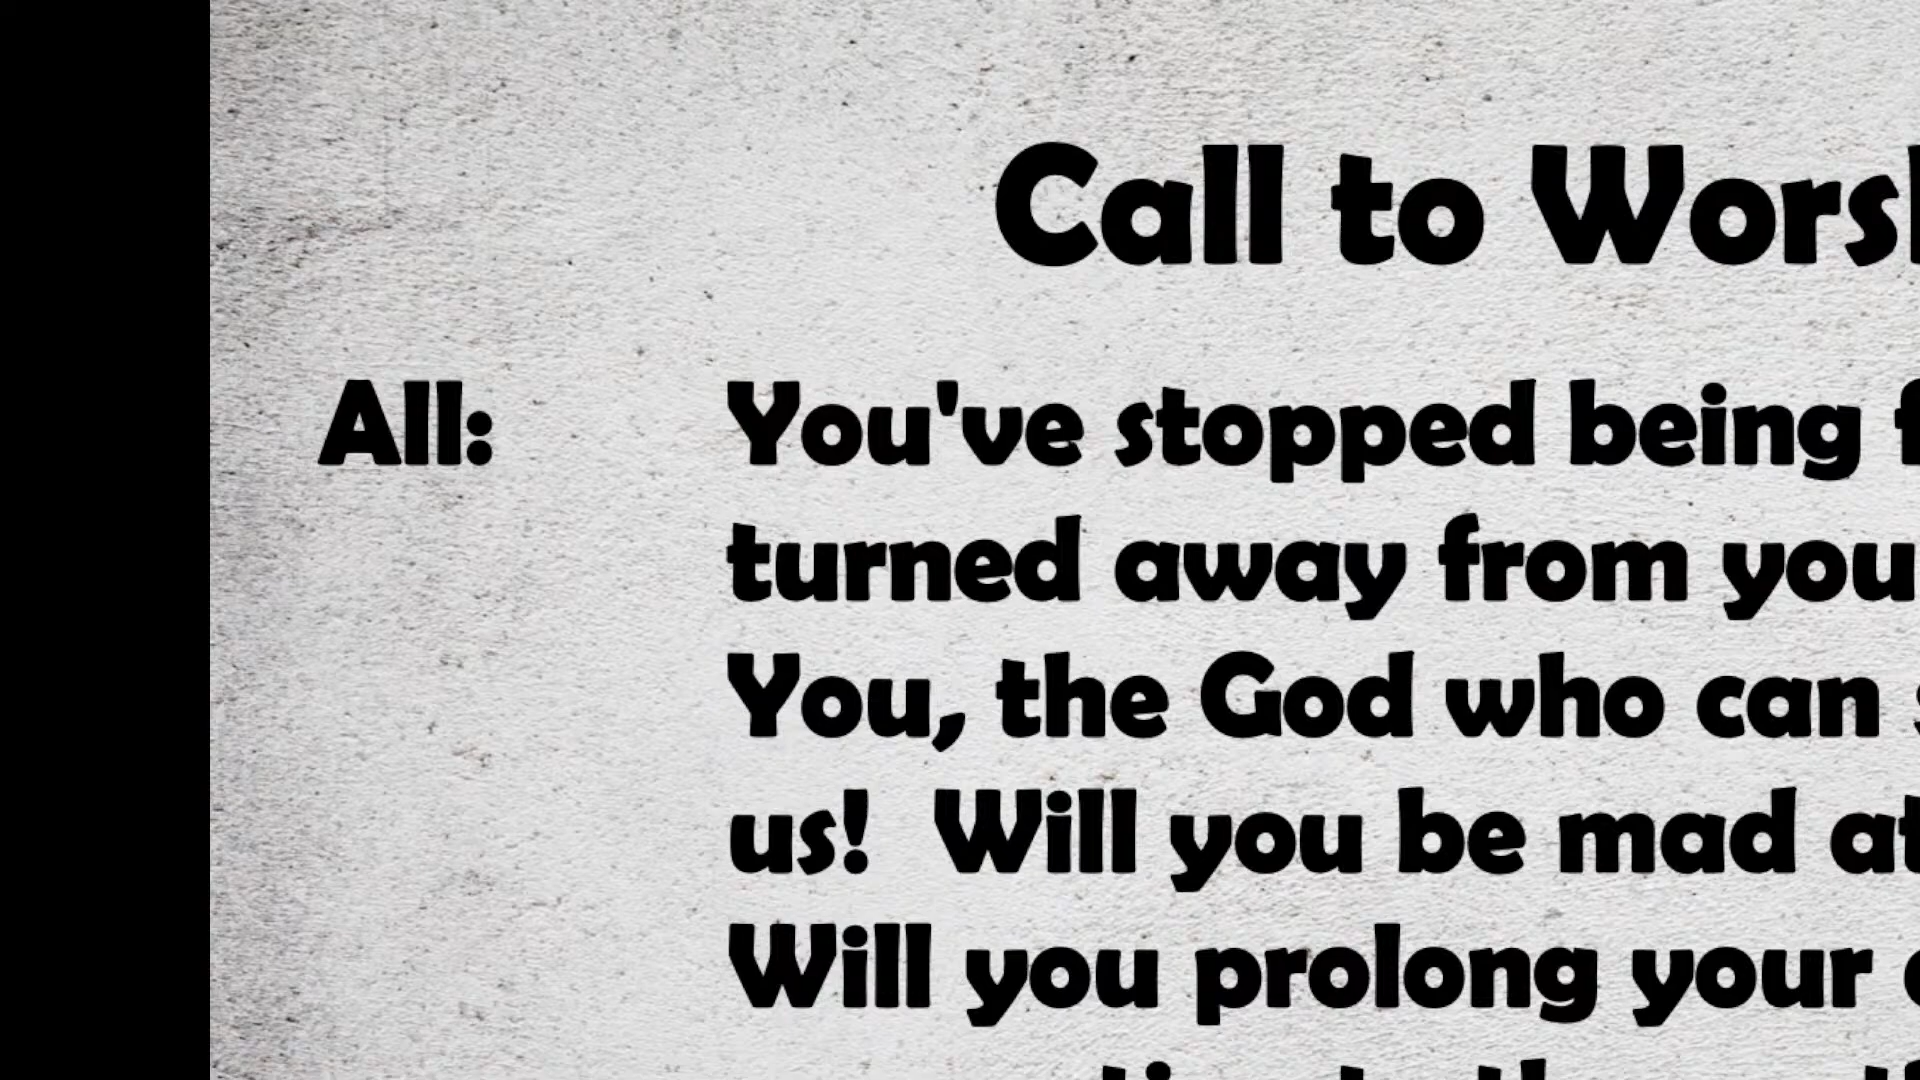 Call to
All: You've stopped being
turned away from you
You, the God who can
us! Will you be mad at
Will you prolong your